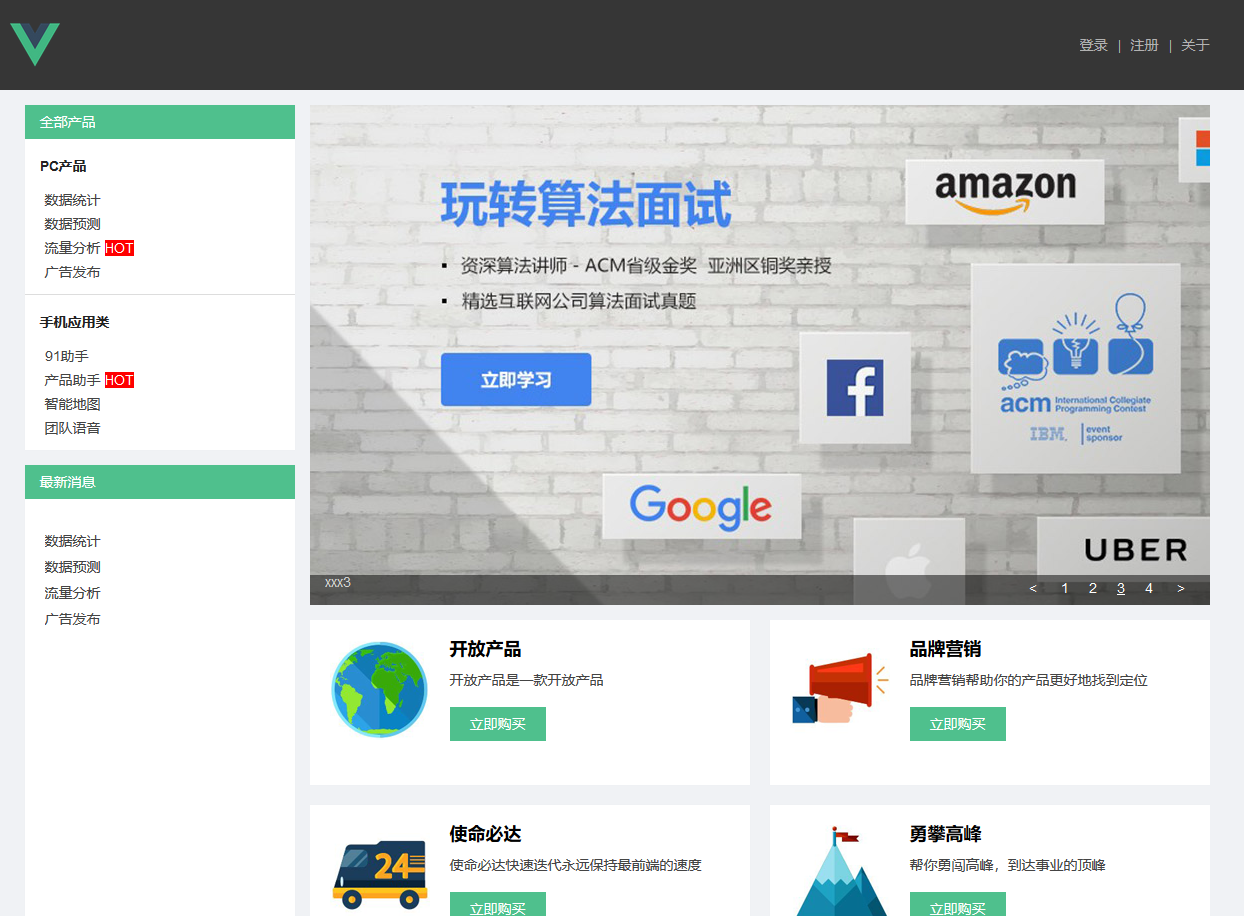 登录 | 注册 | 关于
全部产品
PC产品
数据统计
数据预测
流量分析 HOT
广告发布
手机应用类
91助手
产品助手 HOT
智能地图
团队语音
最新消息
数据统计
数据预测
流量分析
广告发布
玩转算法面试
▪ 资深算法讲师 - ACM省级金奖 亚洲区铜奖亲授
▪ 精选互联网公司算法面试真题
立即学习
amazon
acm International Collegiate
Programming Contest
IBM. event
sponsor
Google
UBER
xxx3
< 1 2 3 4 >
开放产品
开放产品是一款开放产品
立即购买
品牌营销
品牌营销帮助你的产品更好地找到定位
立即购买
24
使命必达
使命必达快速迭代永远保持最前端的速度
立即购买
勇攀高峰
帮你勇闯高峰，到达事业的顶峰
立即购买